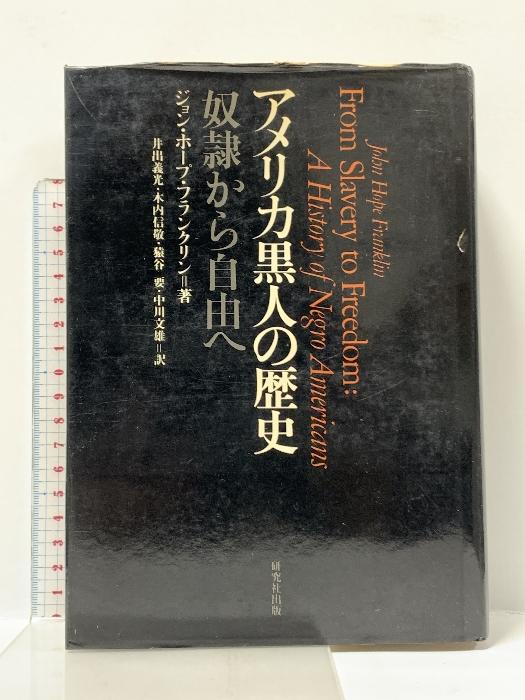 John Hope Franklin
From Slavery to Freedom:
A History of Negro Americans
アメリカ黒人の歴史
奴隷から自由へ
ジョン・ホープ・フランクリン=著
井出義光・木内信敬・猿谷 要・中川文雄=訳
研究社出版